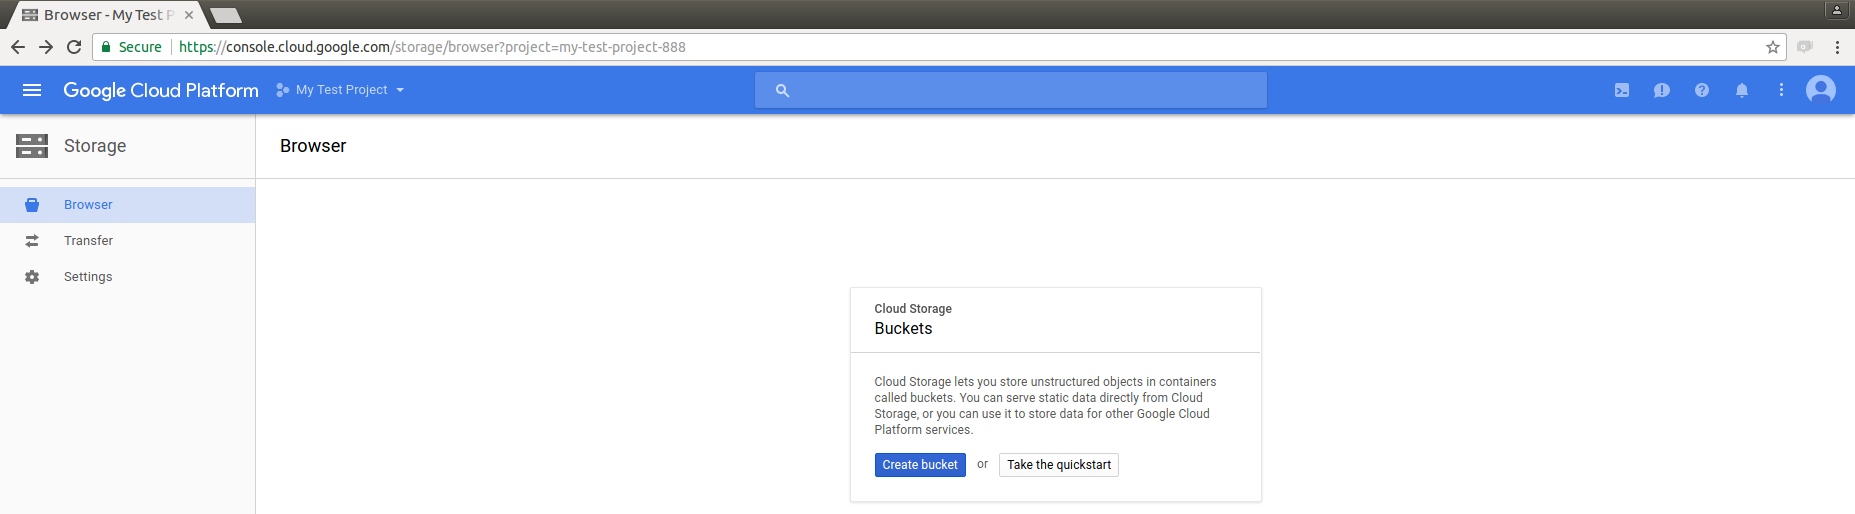 Browser - My Test P
Secure https://console.cloud.google.com/storage/browser?project=my-test-project-888
Google Cloud Platform My Test Project
Storage
Browser
Browser
Transfer
Settings
Cloud Storage
Buckets
Cloud Storage lets you store unstructured objects in containers
called buckets. You can serve static data directly from Cloud
Storage, or you can use it to store data for other Google Cloud
Platform services.
Create bucket or Take the quickstart